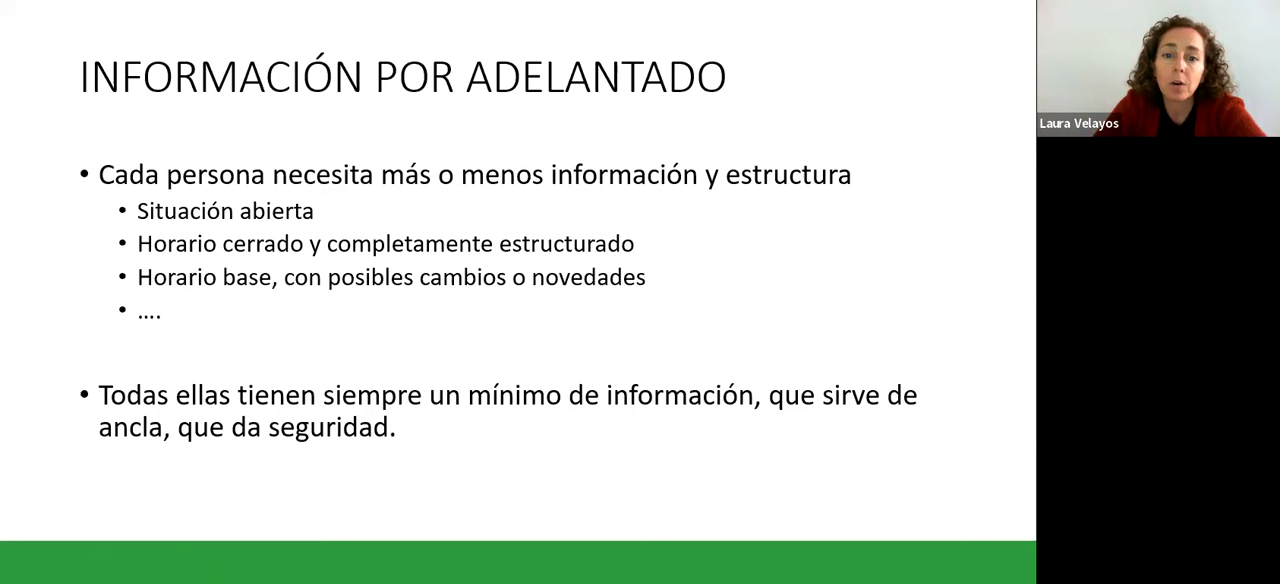 INFORMACIÓN POR ADELANTADO
• Cada persona necesita más o menos información y estructura
• Situación abierta
• Horario cerrado y completamente estructurado
• Horario base, con posibles cambios o novedades
• ....
• Todas ellas tienen siempre un mínimo de información, que sirve de
ancla, que da seguridad.
Laura Velayos